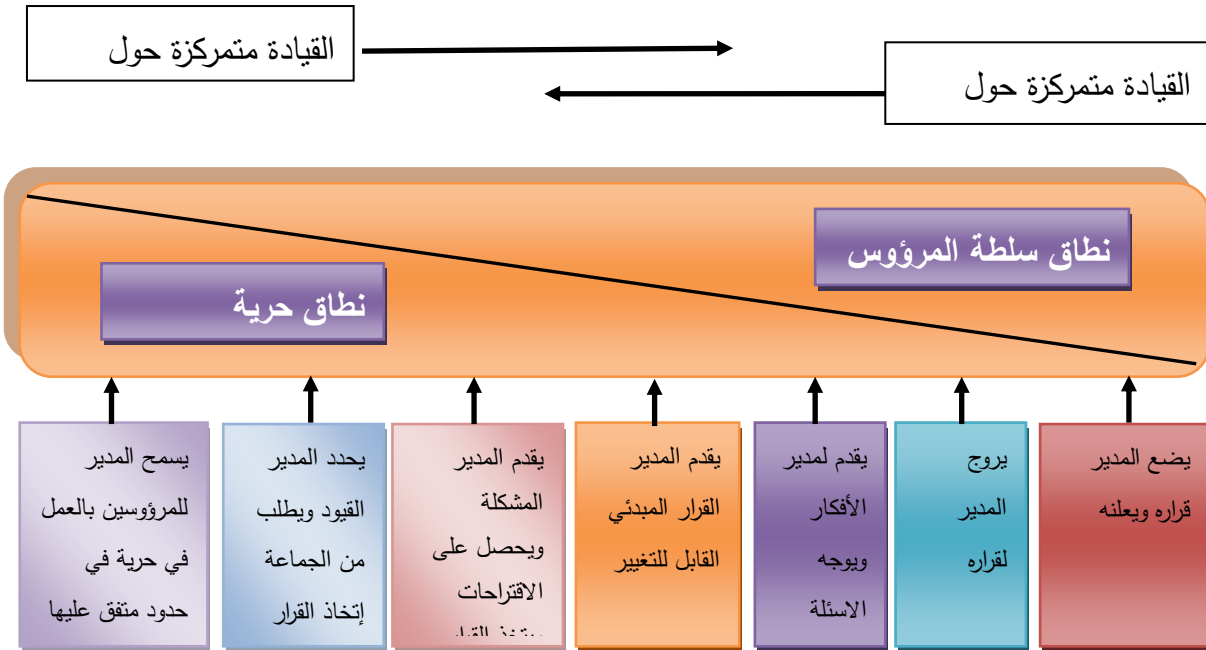 القيادة متمركزة حول
القيادة متمركزة حول
نطاق سلطة المرؤوس
نطاق حرية
يضع المدير
قراره ويعلنه
يروج
المدير
لقراره
يقدم لمدير
الأفكار
ويوجه
الاسئلة
يقدم المدير
القرار المبدئي
القابل للتغيير
يقدم المدير
المشكلة
ويحصل على
الاقتراحات
يحدد المدير
القيود ويطلب
من الجماعة
إتخاذ القرار
يسمح المدير
للمرؤوسين بالعمل
في حرية في
حدود متفق عليها